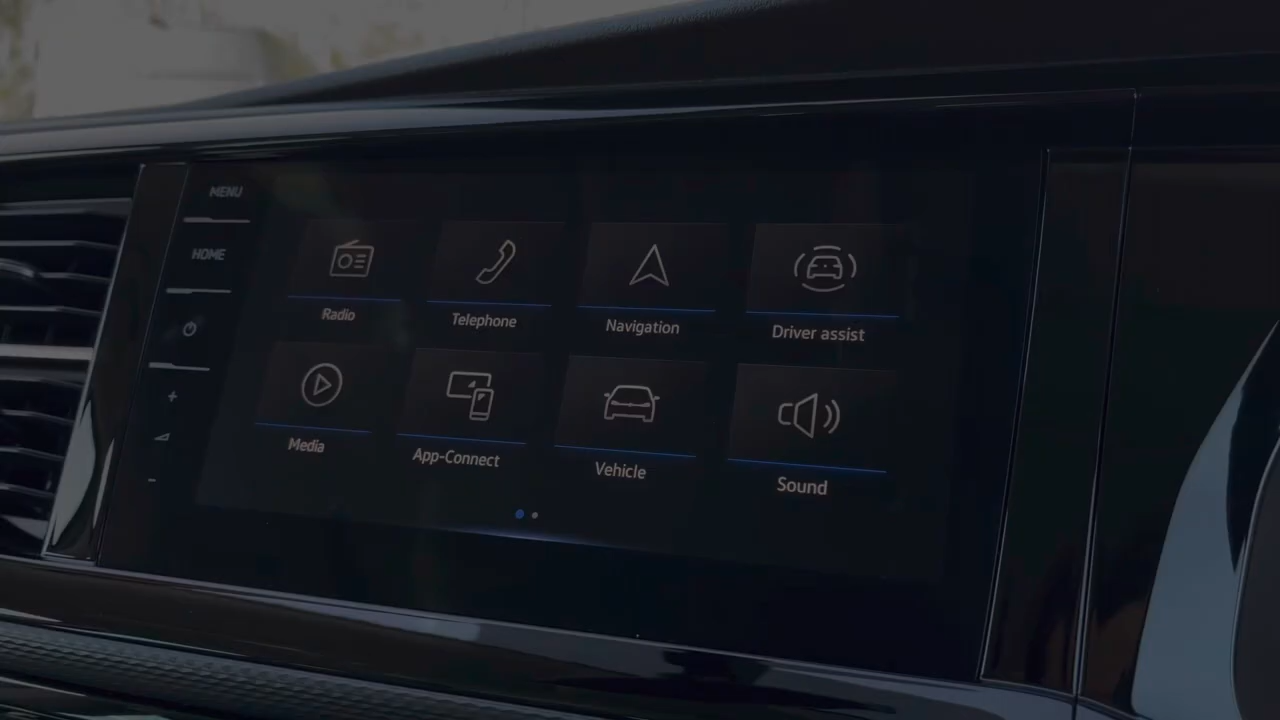 MENU
HOME
+
-
Radio
Telephone
Navigation
Driver assist
Media
App-Connect
Vehicle
Sound